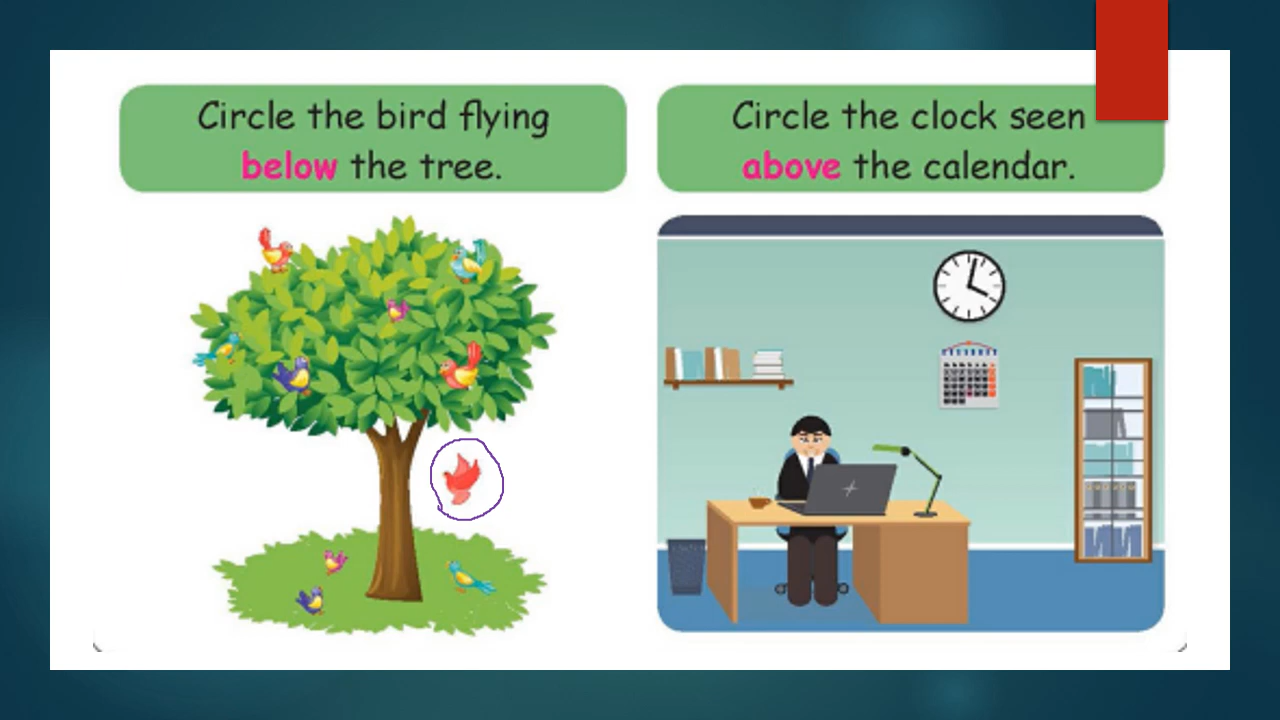 Circle the bird flying
below the tree.
Circle the clock seen
above the calendar.